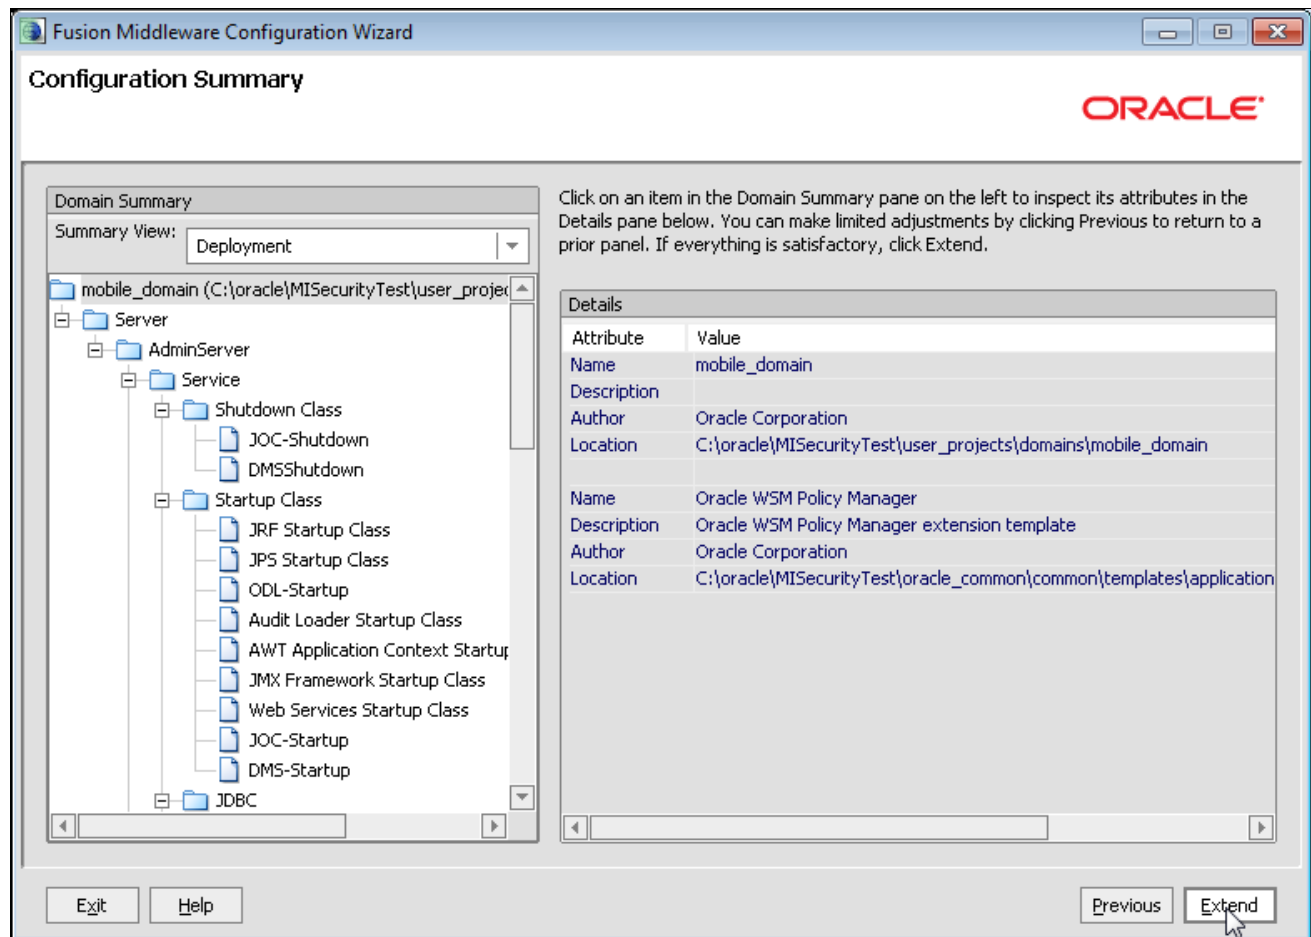 Fusion Middleware Configuration Wizard
Configuration Summary
ORACLE
Domain Summary
Summary View:
Deployment
mobile_domain (C:\oracle\MISecurityTest\user_projec
Server
AdminServer
Service
Shutdown Class
JOC-Shutdown
DMSShutdown
Startup Class
JRF Startup Class
JPS Startup Class
ODL-Startup
Audit Loader Startup Class
AWT Application Context Startup
JMX Framework Startup Class
Web Services Startup Class
JOC-Startup
DMS-Startup
JDBC
Click on an item in the Domain Summary pane on the left to inspect its attributes in the
Details pane below. You can make limited adjustments by clicking Previous to return to a
prior panel. If everything is satisfactory, click Extend.
Details
Attribute Value
Name mobile_domain
Description
Author Oracle Corporation
Location C:\oracle\MISecurityTest\user_projects\domains\mobile_domain
Name Oracle WSM Policy Manager
Description Oracle WSM Policy Manager extension template
Author Oracle Corporation
Location C:\oracle\MISecurityTest\oracle_common\common\templates\application
Exit Help Previous Extend